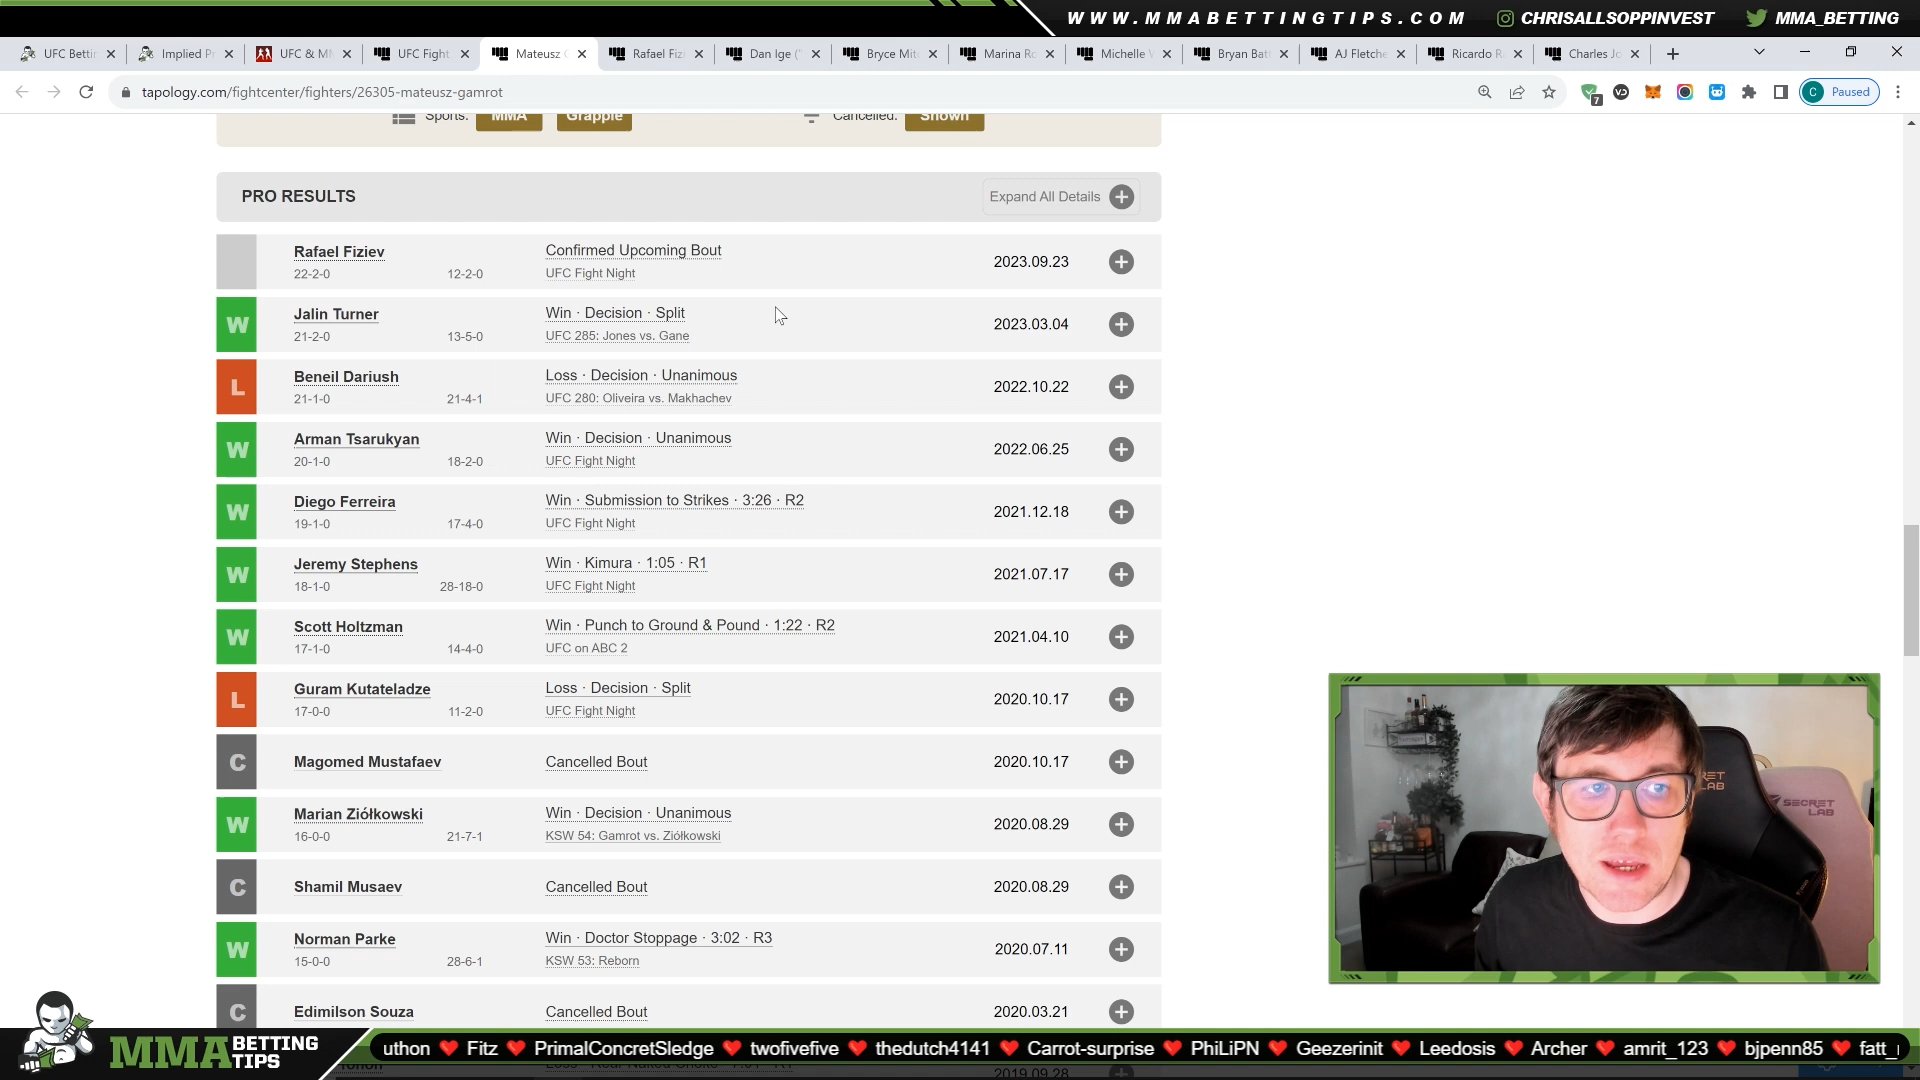 WWW.MMABETTINGTIPS.COM CHRISALLSOPPINVEST MMA_BETTING
UFC Bettin Implied Pr UFC & MM UFC Fight Mateusz G Rafael Fizi Dan Ige (" Bryce Mitc Marina Ro Michelle Bryan Bat AJ Fletche Ricardo R Charles Jo
tapology.com/fightcenter/fighters/26305-mateusz-gamrot 7 VD C Paused
Sports: MMA Grapple Cancelled: Shown
PRO RESULTS Expand All Details
Rafael Fiziev Confirmed Upcoming Bout 2023.09.23
22-2-0 12-2-0 UFC Fight Night
W Jalin Turner Win · Decision · Split 2023.03.04
21-2-0 13-5-0 UFC 285: Jones vs. Gane
L Beneil Dariush Loss · Decision · Unanimous 2022.10.22
21-1-0 21-4-1 UFC 280: Oliveira vs. Makhachev
W Arman Tsarukyan Win · Decision · Unanimous 2022.06.25
20-1-0 18-2-0 UFC Fight Night
W Diego Ferreira Win · Submission to Strikes · 3:26 · R2 2021.12.18
19-1-0 17-4-0 UFC Fight Night
W Jeremy Stephens Win · Kimura · 1:05 · R1 2021.07.17
18-1-0 28-18-0 UFC Fight Night
W Scott Holtzman Win · Punch to Ground & Pound · 1:22 · R2 2021.04.10
17-1-0 14-4-0 UFC on ABC 2
L Guram Kutateladze Loss · Decision · Split 2020.10.17
17-0-0 11-2-0 UFC Fight Night
C Magomed Mustafaev Cancelled Bout 2020.10.17
W Marian Ziółkowski Win · Decision · Unanimous 2020.08.29
16-0-0 21-7-1 KSW 54: Gamrot vs. Ziółkowski
C Shamil Musaev Cancelled Bout 2020.08.29
W Norman Parke Win · Doctor Stoppage · 3:02 · R3 2020.07.11
15-0-0 28-6-1 KSW 53: Reborn
C Edimilson Souza Cancelled Bout 2020.03.21
SECRET LAB
MMA BETTING TIPS
uthon Fitz PrimalConcretSledge twofivefive thedutch4141 Carrot-surprise PhiLiPN Geezerinit Leedosis Archer amrit_123 bjpenn85 fatt_
2019.09.28